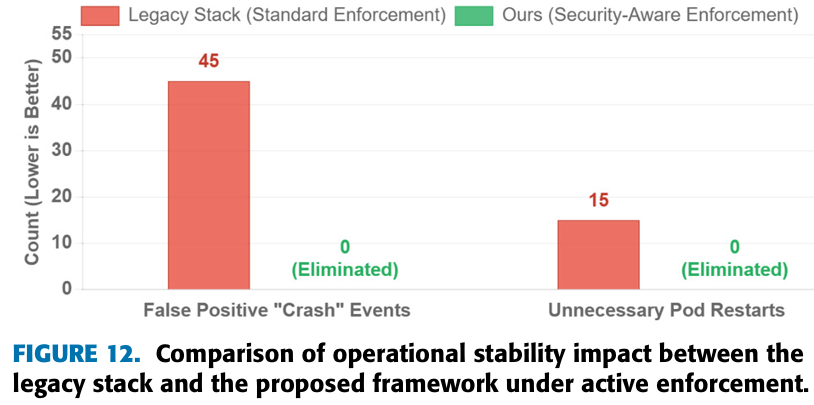 Legacy Stack (Standard Enforcement) Ours (Security-Aware Enforcement)
Count (Lower is Better)
55
50
40
30
20
10
0
45
0
(Eliminated)
15
0
(Eliminated)
False Positive "Crash" Events
Unnecessary Pod Restarts
FIGURE 12. Comparison of operational stability impact between the
legacy stack and the proposed framework under active enforcement.